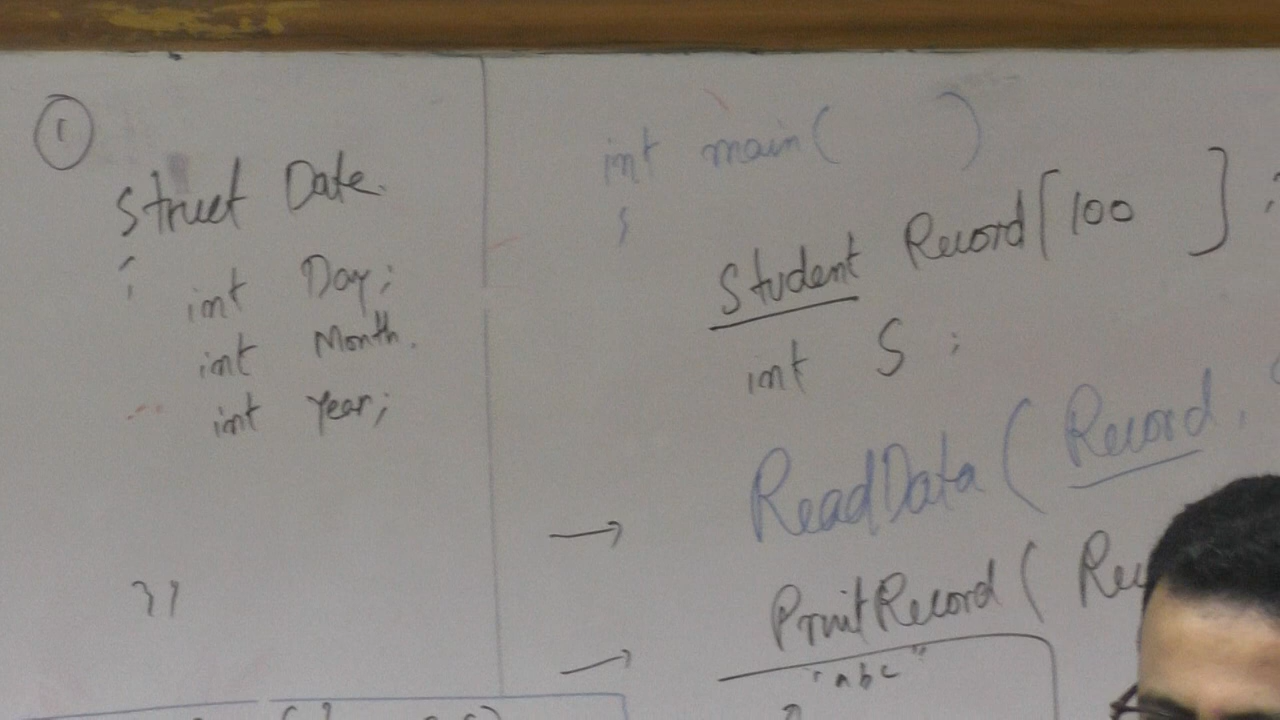 ①
Struct Date
{
int Day;
int Month.
int Year;
};
int main( )
{
Student Record[100 ];
int S ;
→ ReadData( Record,
→ PrintRecord( Rec
"abc"